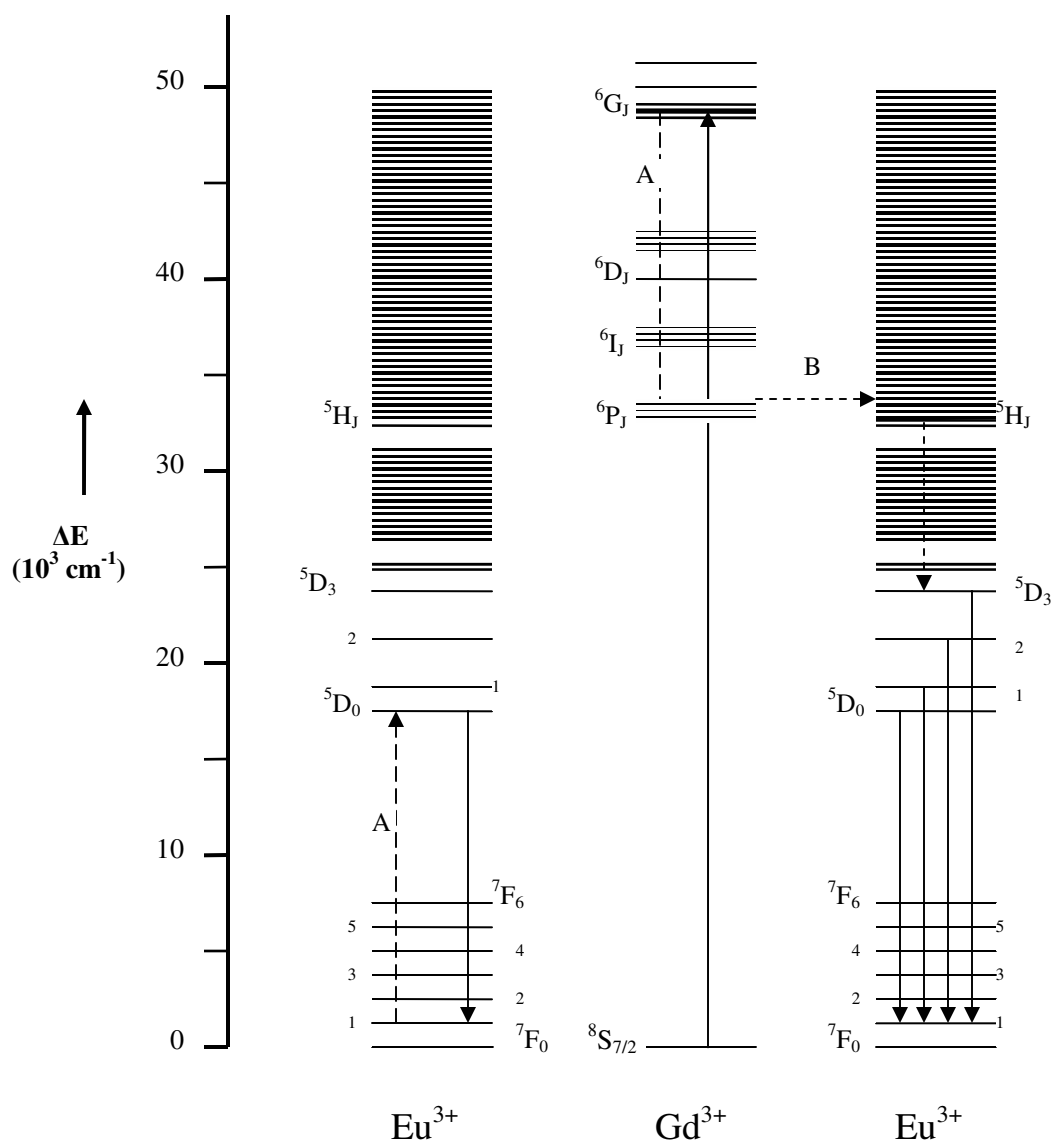 50
⁶G_J
A
40
⁶D_J
⁶I_J
B
⁵H_J
⁶P_J
⁵H_J
30
ΔE
(10³ cm⁻¹)
⁵D₃
⁵D₃
2
2
20
1
⁵D₀
⁵D₀
1
A
10
⁷F₆
⁷F₆
5
5
4
4
3
3
2
2
1
1
0
⁷F₀
⁸S₇/₂
⁷F₀
Eu³⁺
Gd³⁺
Eu³⁺